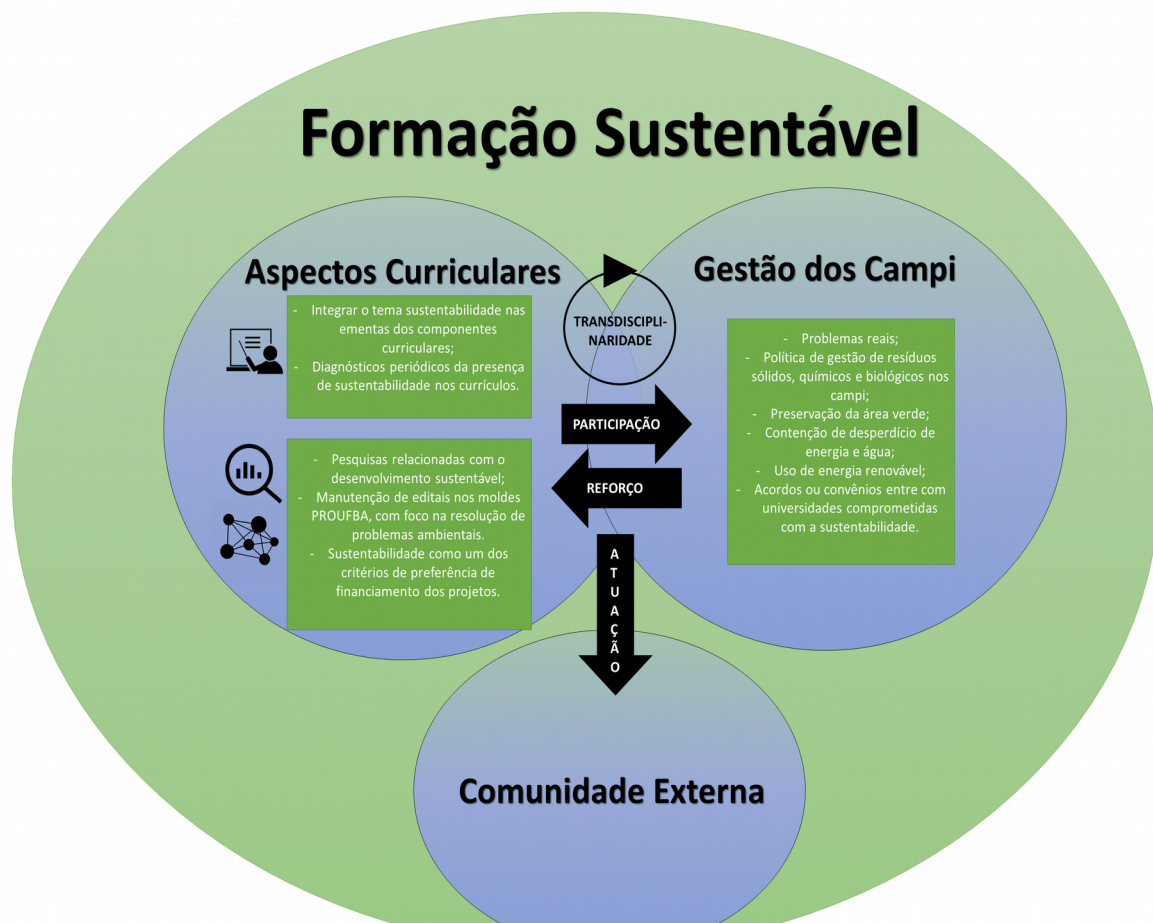 Formação Sustentável
Aspectos Curriculares
- Integrar o tema sustentabilidade nas
ementas dos componentes
curriculares;
- Diagnósticos periódicos da presença
de sustentabilidade nos currículos.
- Pesquisas relacionadas com o
desenvolvimento sustentável;
- Manutenção de editais nos moldes
PROUFBA, com foco na resolução de
problemas ambientais.
- Sustentabilidade como um dos
critérios de preferência de
financiamento dos projetos.
TRANSDISCIPLI-
NARIDADE
PARTICIPAÇÃO
REFORÇO
ATUAÇÃO
Gestão dos Campi
- Problemas reais;
- Política de gestão de resíduos
sólidos, químicos e biológicos nos
campi;
- Preservação da área verde;
- Contenção de desperdício de
energia e água;
- Uso de energia renovável;
- Acordos ou convênios entre com
universidades comprometidas
com a sustentabilidade.
Comunidade Externa